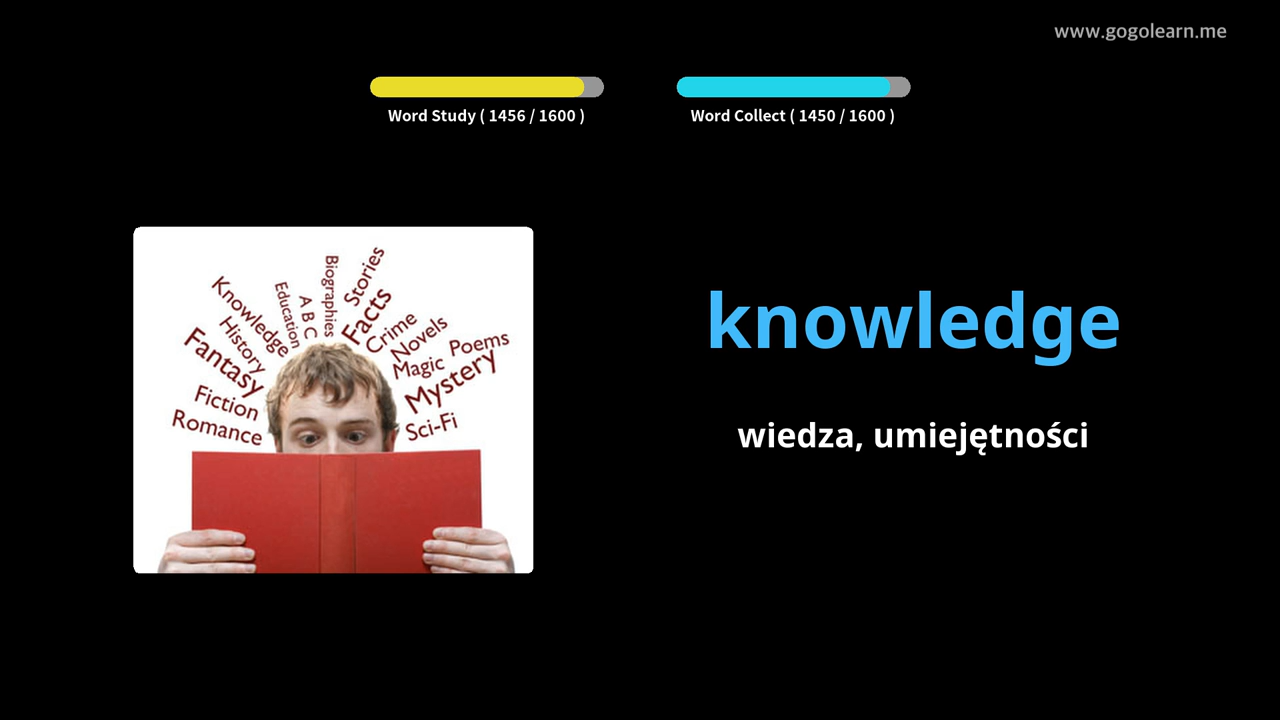 www.gogolearn.me
Word Study ( 1456 / 1600 )
Word Collect ( 1450 / 1600 )
Knowledge
Education
A B C
Biographies
Stories
Facts
History
Crime
Novels
Fantasy
Magic
Poems
Mystery
Fiction
Romance
Sci-Fi
knowledge
wiedza, umiejętności